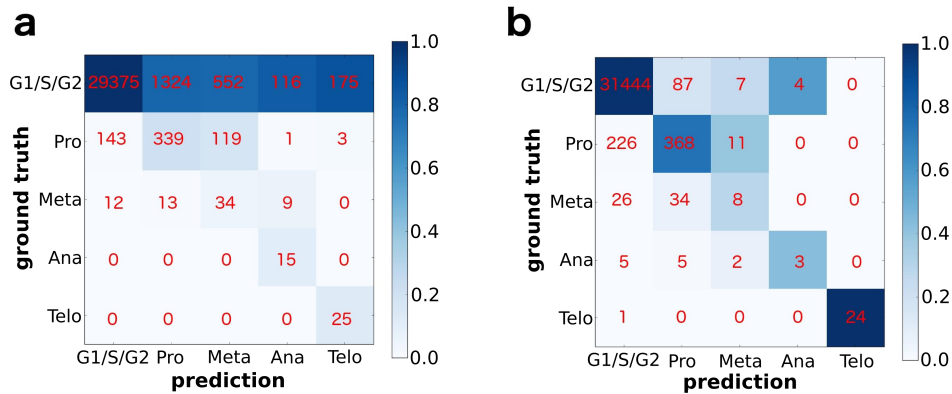 a
ground truth
G1/S/G2 29375 1324 552 116 175
Pro 143 339 119 1 3
Meta 12 13 34 9 0
Ana 0 0 0 15 0
Telo 0 0 0 0 25
G1/S/G2 Pro Meta Ana Telo
prediction
1.0
0.8
0.6
0.4
0.2
0.0
b
ground truth
G1/S/G2 31444 87 7 4 0
Pro 226 368 11 0 0
Meta 26 34 8 0 0
Ana 5 5 2 3 0
Telo 1 0 0 0 24
G1/S/G2 Pro Meta Ana Telo
prediction
1.0
0.8
0.6
0.4
0.2
0.0